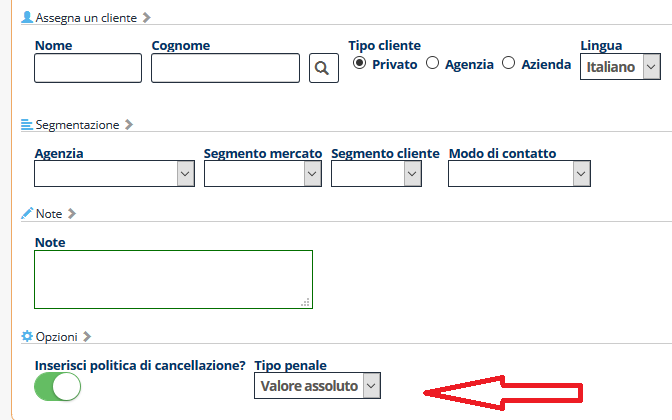 Assegna un cliente
Nome Cognome Tipo cliente Lingua
Privato Agenzia Azienda Italiano
Segmentazione
Agenzia Segmento mercato Segmento cliente Modo di contatto
Note
Note
Opzioni
Inserisci politica di cancellazione? Tipo penale
Valore assoluto